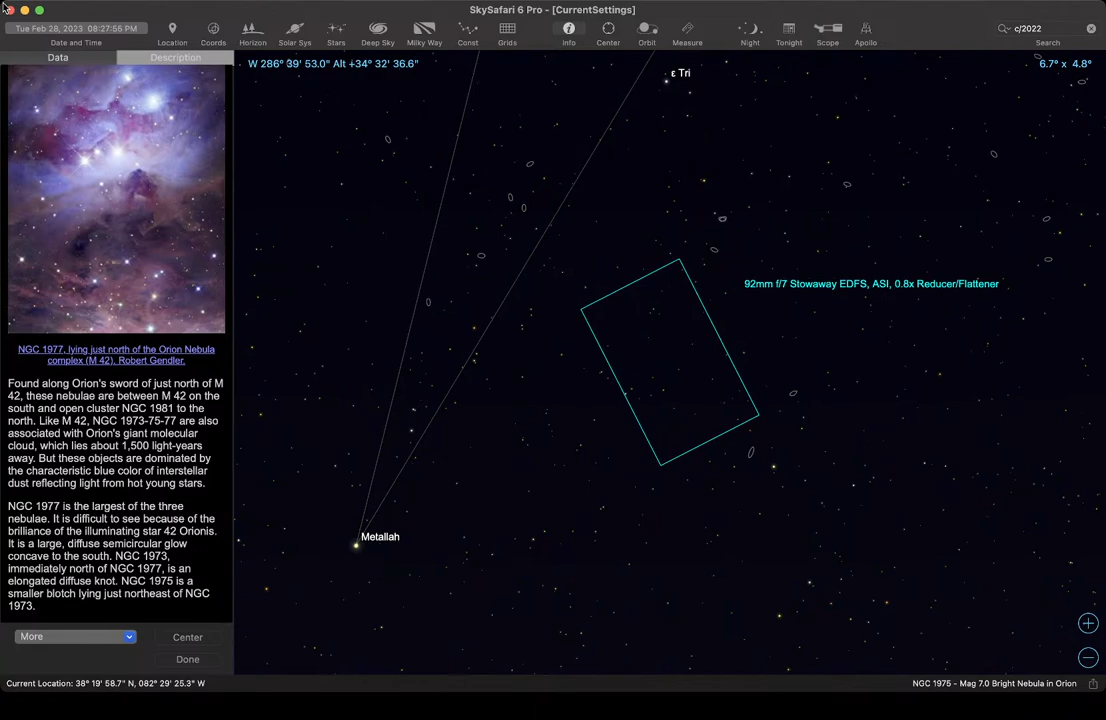 SkySafari 6 Pro - [CurrentSettings]
Tue Feb 28, 2023 08:27:55 PM
c/2022
Date and Time
Location
Coords
Horizon
Solar Sys
Stars
Deep Sky
Milky Way
Const
Grids
Info
Center
Orbit
Measure
Night
Tonight
Scope
Apollo
Search
Data
Description
W 286° 39' 53.0" Alt +34° 32' 36.6"
6.7° x 4.8°
ε Tri
92mm f/7 Stowaway EDFS, ASI, 0.8x Reducer/Flattener
Metallah
NGC 1977, lying just north of the Orion Nebula
complex (M 42). Robert Gendler.
Found along Orion's sword of just north of M
42, these nebulae are between M 42 on the
south and open cluster NGC 1981 to the
north. Like M 42, NGC 1973-75-77 are also
associated with Orion's giant molecular
cloud, which lies about 1,500 light-years
away. But these objects are dominated by
the characteristic blue color of interstellar
dust reflecting light from hot young stars.
NGC 1977 is the largest of the three
nebulae. It is difficult to see because of the
brilliance of the illuminating star 42 Orionis.
It is a large, diffuse semicircular glow
concave to the south. NGC 1973,
immediately north of NGC 1977, is an
elongated diffuse knot. NGC 1975 is a
smaller blotch lying just northeast of NGC
1973.
More
Center
Done
Current Location: 38° 19' 58.7" N, 082° 29' 25.3" W
NGC 1975 - Mag 7.0 Bright Nebula in Orion